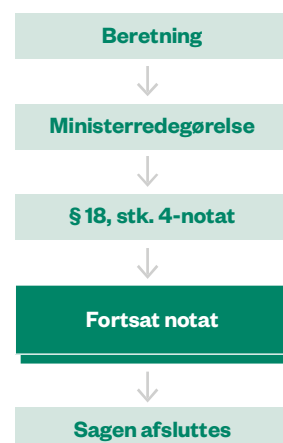 Beretning
Ministerredegørelse
§ 18, stk. 4-notat
Fortsat notat
Sagen afsluttes